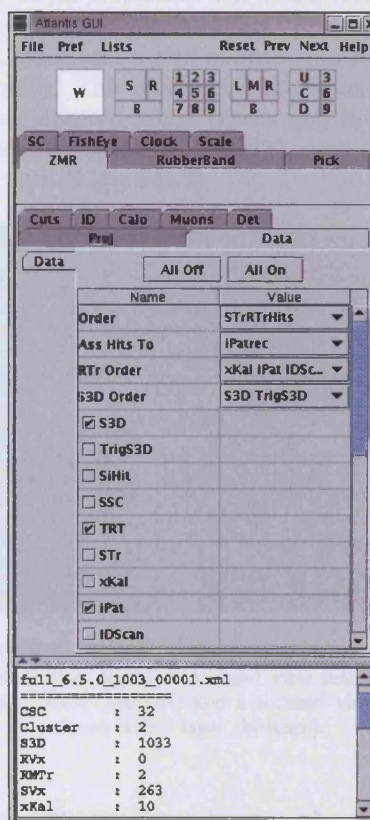 Atlantis GUI
File Pref Lists Reset Prev Next Help
W
S R
B
1 2 3
4 5 6
7 8 9
L M R
B
U 3
C 6
D 9
SC FishEye Clock Scale
ZMR RubberBand Pick
Cuts ID Calo Muons Det
Proj Data
Data
All Off All On
Name Value
Order STrRTrHits
Ass Hits To iPatrec
RTr Order xKal iPat IDSc...
S3D Order S3D TrigS3D
S3D
TrigS3D
SiHit
SSC
TRT
STr
xKal
iPat
IDScan
full_6.5.0_1003_00001.xml
====================
CSC : 32
Cluster : 2
S3D : 1033
RVx : 0
RMTr : 2
SVx : 263
xKal : 10